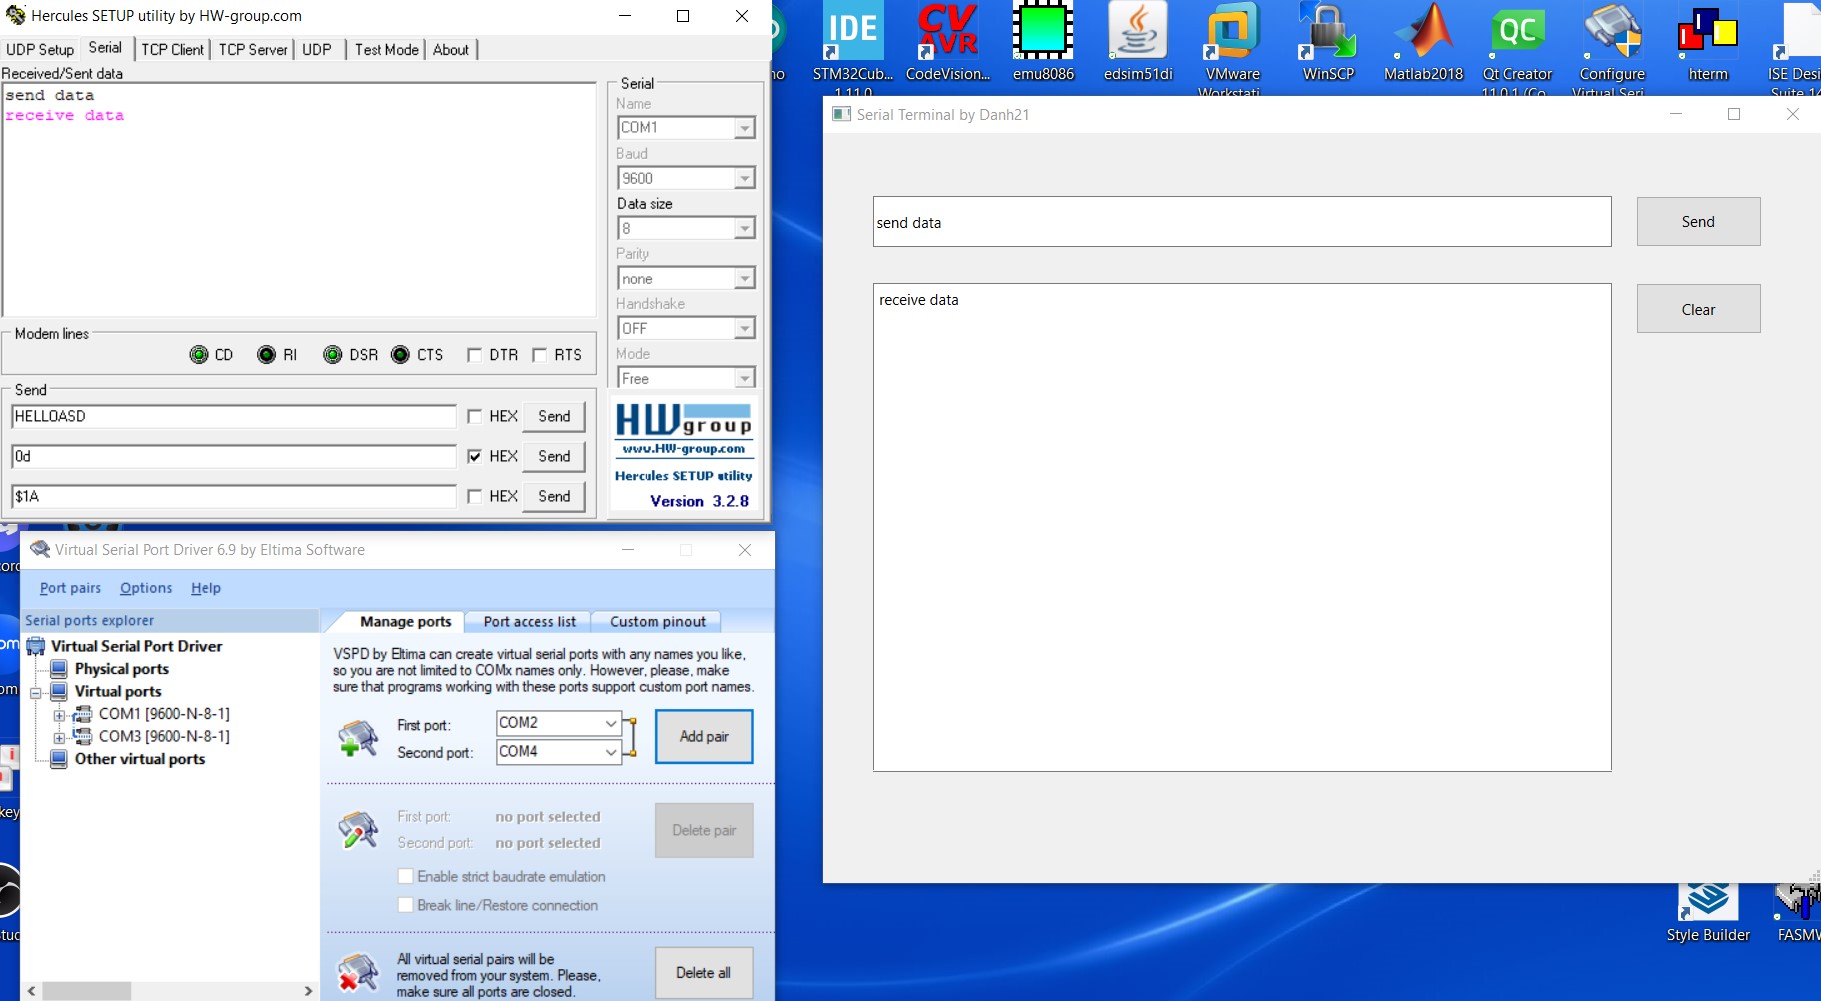 Hercules SETUP utility by HW-group.com
UDP Setup
Serial
TCP Client
TCP Server
UDP
Test Mode
About
Received/Sent data
send data
receive data
Serial
Name
COM1
Baud
9600
Data size
8
Parity
none
Handshake
OFF
Mode
Free
Modem lines
CD
RI
DSR
CTS
DTR
RTS
Send
HELLOASD
HEX
Send
0d
HEX
Send
$1A
HEX
Send
HW group
www.HW-group.com
Hercules SETUP utility
Version 3.2.8
IDE
STM32Cub...
1.11.0
CV
AVR
CodeVision...
emu8086
edsim51di
VMware
Workstati...
WinSCP
Matlab2018
QC
Qt Creator
11.0.1 (Co...
Configure
Virtual Seri...
hterm
ISE Desi
Suite 14
Serial Terminal by Danh21
send data
Send
receive data
Clear
Virtual Serial Port Driver 6.9 by Eltima Software
Port pairs
Options
Help
Serial ports explorer
Virtual Serial Port Driver
Physical ports
Virtual ports
COM1 [9600-N-8-1]
COM3 [9600-N-8-1]
Other virtual ports
Manage ports
Port access list
Custom pinout
VSPD by Eltima can create virtual serial ports with any names you like,
so you are not limited to COMx names only. However, please, make
sure that programs working with these ports support custom port names.
First port:
COM2
Second port:
COM4
Add pair
First port:
no port selected
Second port:
no port selected
Delete pair
Enable strict baudrate emulation
Break line/Restore connection
All virtual serial pairs will be
removed from your system. Please,
make sure all ports are closed.
Delete all
Style Builder
FASMW